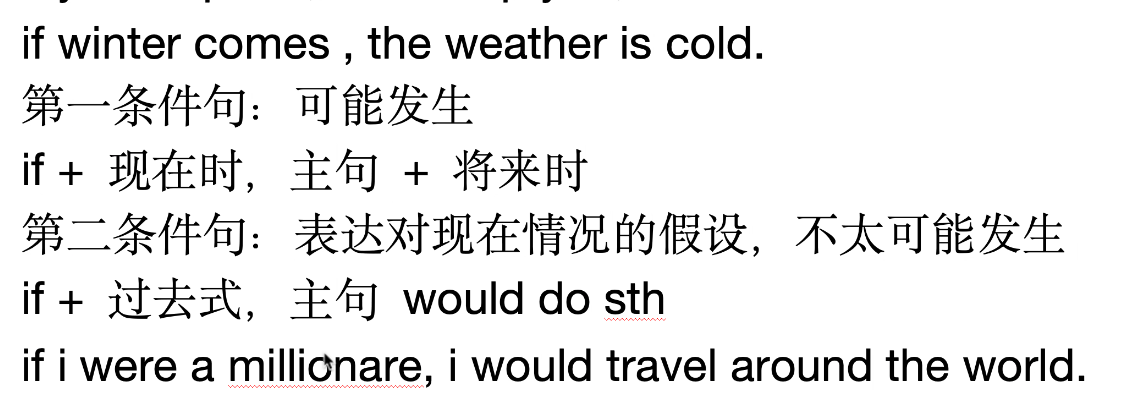 if winter comes , the weather is cold.
第一条件句：可能发生
if + 现在时，主句 + 将来时
第二条件句：表达对现在情况的假设，不太可能发生
if + 过去式，主句 would do sth
if i were a millionare, i would travel around the world.